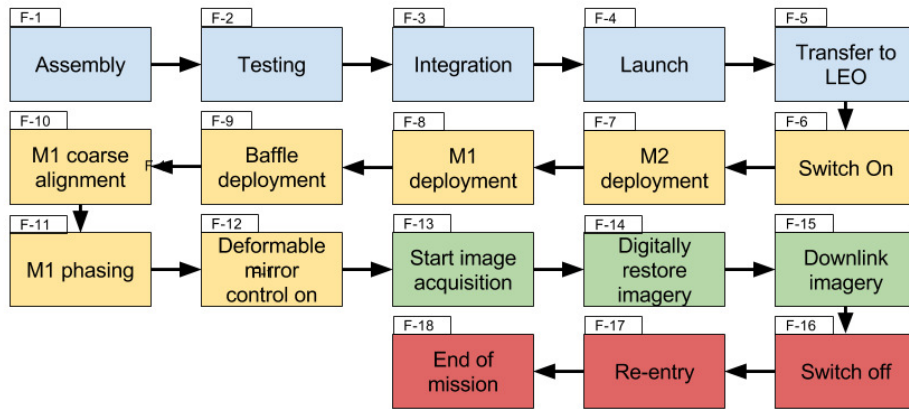 F-1
Assembly
F-2
Testing
F-3
Integration
F-4
Launch
F-5
Transfer to
LEO
F-6
Switch On
F-7
M2 deployment
F-8
M1
deployment
F-9
Baffle
deployment
F-10
M1 coarse
alignment
F-11
M1 phasing
F-12
Deformable
mirror
control on
F-13
Start image
acquisition
F-14
Digitally
restore
imagery
F-15
Downlink
imagery
F-16
Switch off
F-17
Re-entry
F-18
End of
mission